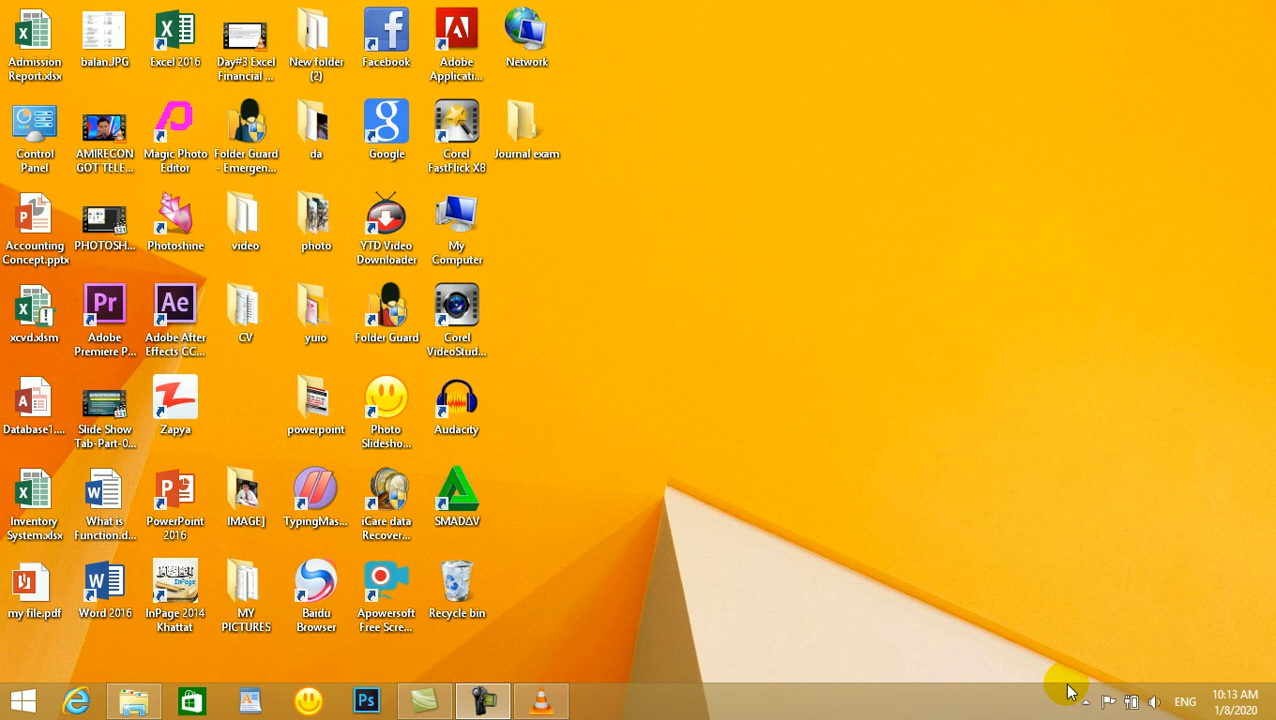 Admission
Report.xlsx
balan.JPG
Excel 2016
Day#3 Excel
Financial ...
New folder
(2)
Facebook
Adobe
Applicati...
Network
Control
Panel
AMIRECON
GOT TELE...
Magic Photo
Editor
Folder Guard
- Emergen...
da
Google
Corel
FastFlick X8
Journal exam
Accounting
Concept.pptx
PHOTOSH...
Photoshine
video
photo
YTD Video
Downloader
My
Computer
xcvd.xlsm
Adobe
Premiere P...
Adobe After
Effects CC...
CV
yuio
Folder Guard
Corel
VideoStud...
Database1....
Slide Show
Tab-Part-0...
Zapya
powerpoint
Photo
Slidesho...
Audacity
Inventory
System.xlsx
What is
Function.d...
PowerPoint
2016
IMAGE]
TypingMas...
iCare data
Recover...
SMADΔV
my file.pdf
Word 2016
InPage 2014
Khattat
MY
PICTURES
Baidu
Browser
Apowersoft
Free Scre...
Recycle bin
ENG
10:13 AM
1/8/2020